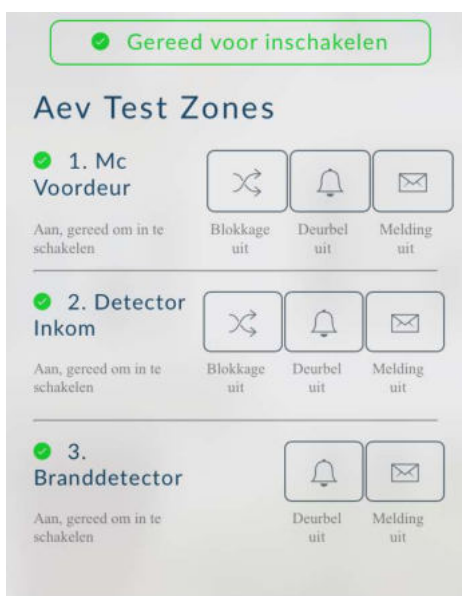 Gereed voor inschakelen
Aev Test Zones
1. Mc
Voordeur
Aan, gereed om in te
schakelen
Blokkage
uit
Deurbel
uit
Melding
uit
2. Detector
Inkom
Aan, gereed om in te
schakelen
Blokkage
uit
Deurbel
uit
Melding
uit
3.
Branddetector
Aan, gereed om in te
schakelen
Deurbel
uit
Melding
uit